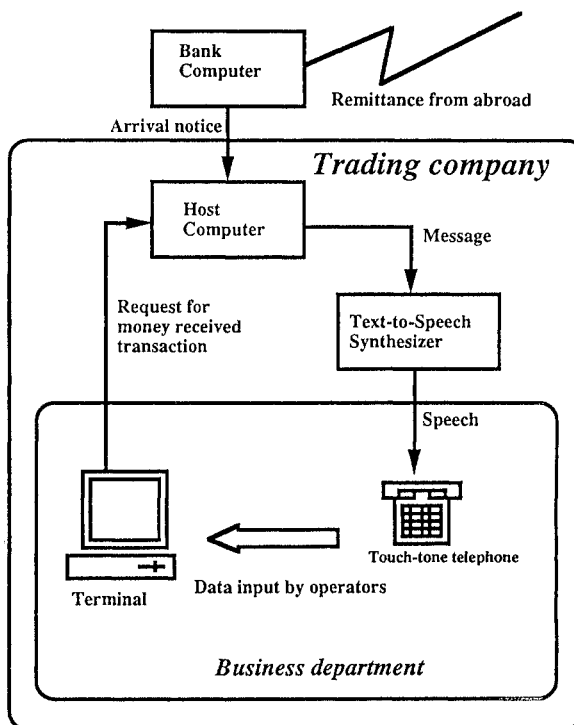 Bank
Computer
Remittance from abroad
Arrival notice
Trading company
Host
Computer
Message
Request for
money received
transaction
Text-to-Speech
Synthesizer
Speech
Touch-tone telephone
Data input by operators
Terminal
Business department